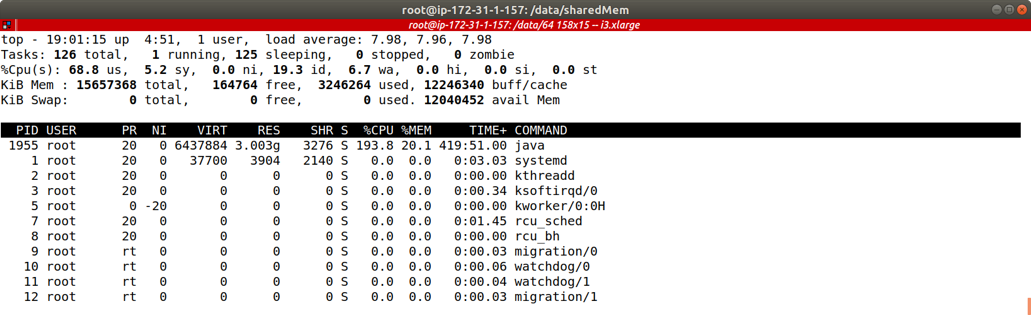 root@ip-172-31-1-157: /data/sharedMem
root@ip-172-31-1-157: /data/64 158x15 -- i3.xlarge
top - 19:01:15 up  4:51,  1 user,  load average: 7.98, 7.96, 7.98
Tasks: 126 total,   1 running, 125 sleeping,   0 stopped,   0 zombie
%Cpu(s): 68.8 us,  5.2 sy,  0.0 ni, 19.3 id,  6.7 wa,  0.0 hi,  0.0 si,  0.0 st
KiB Mem : 15657368 total,   164764 free,  3246264 used, 12246340 buff/cache
KiB Swap:        0 total,        0 free,        0 used. 12040452 avail Mem
  PID USER      PR  NI    VIRT    RES    SHR S  %CPU %MEM     TIME+ COMMAND
 1955 root      20   0 6437884 3.003g   3276 S 193.8 20.1 419:51.00 java
    1 root      20   0   37700   3904   2140 S   0.0  0.0   0:03.03 systemd
    2 root      20   0       0      0      0 S   0.0  0.0   0:00.00 kthreadd
    3 root      20   0       0      0      0 S   0.0  0.0   0:00.34 ksoftirqd/0
    5 root       0 -20       0      0      0 S   0.0  0.0   0:00.00 kworker/0:0H
    7 root      20   0       0      0      0 S   0.0  0.0   0:01.45 rcu_sched
    8 root      20   0       0      0      0 S   0.0  0.0   0:00.00 rcu_bh
    9 root      rt   0       0      0      0 S   0.0  0.0   0:00.03 migration/0
   10 root      rt   0       0      0      0 S   0.0  0.0   0:00.06 watchdog/0
   11 root      rt   0       0      0      0 S   0.0  0.0   0:00.04 watchdog/1
   12 root      rt   0       0      0      0 S   0.0  0.0   0:00.03 migration/1